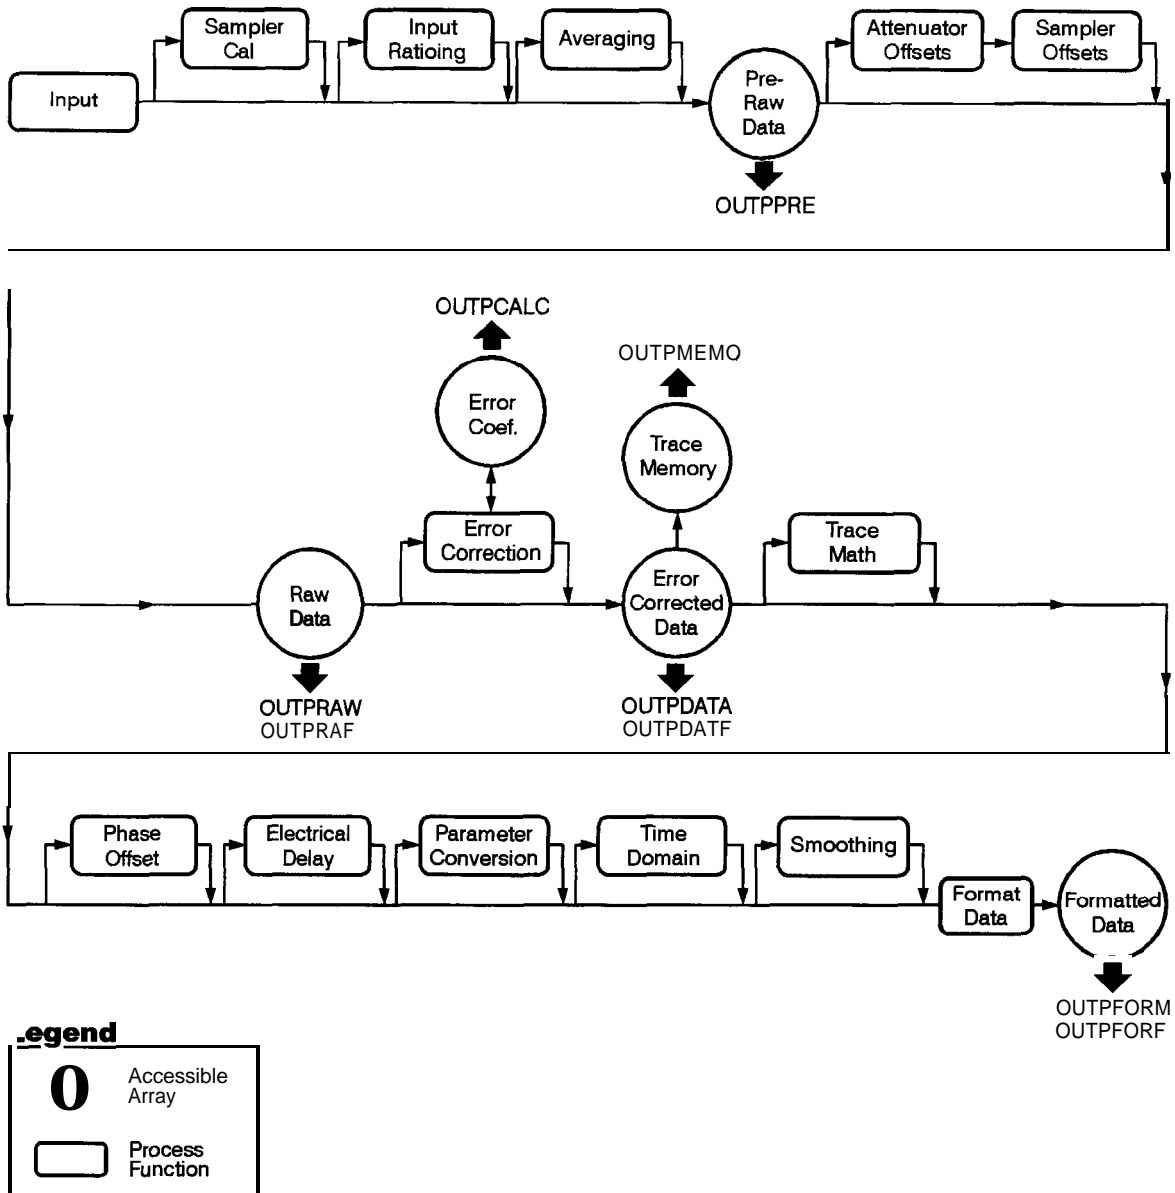 Input
Sampler
Cal
Input
Ratioing
Averaging
Pre-
Raw
Data
OUTPPRE
Attenuator
Offsets
Sampler
Offsets
OUTPCALC
Error
Coef.
Error
Correction
OUTPMEMO
Trace
Memory
Trace
Math
Raw
Data
OUTPRAW
OUTPRAF
Error
Corrected
Data
OUTPDATA
OUTPDATF
Phase
Offset
Electrical
Delay
Parameter
Conversion
Time
Domain
Smoothing
Format
Data
Formatted
Data
OUTPFORM
OUTPFORF
.egend
0 Accessible
Array
Process
Function